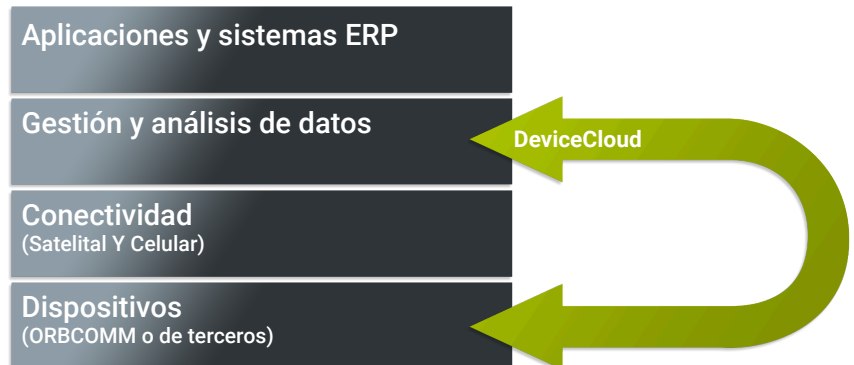 Aplicaciones y sistemas ERP
Gestión y análisis de datos
DeviceCloud
Conectividad
(Satelital Y Celular)
Dispositivos
(ORBCOMM o de terceros)